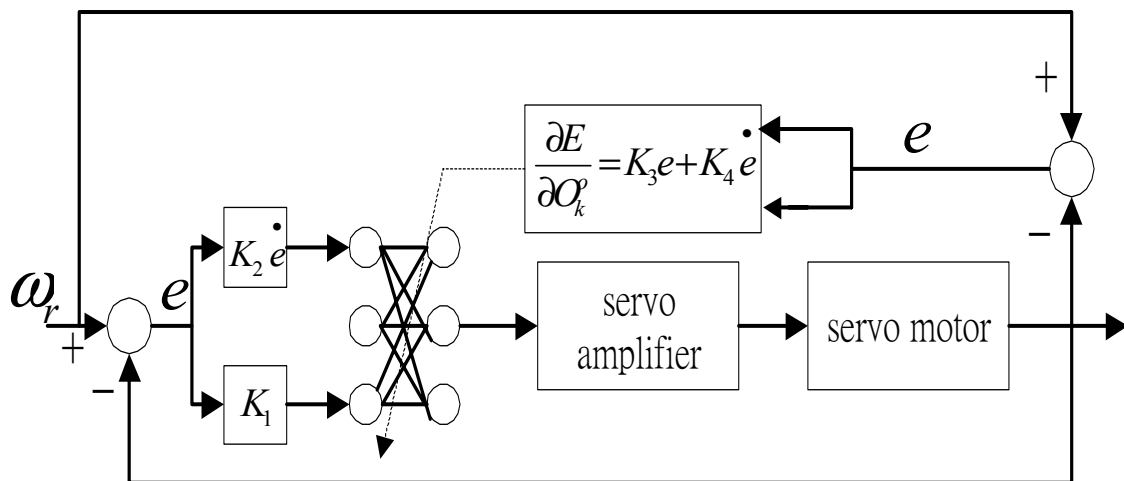 +
∂E/∂O_k^o = K_3 e + K_4 ė
e
−
K_2 ė
ω_r
e
+
−
K_1
servo
amplifier
servo motor